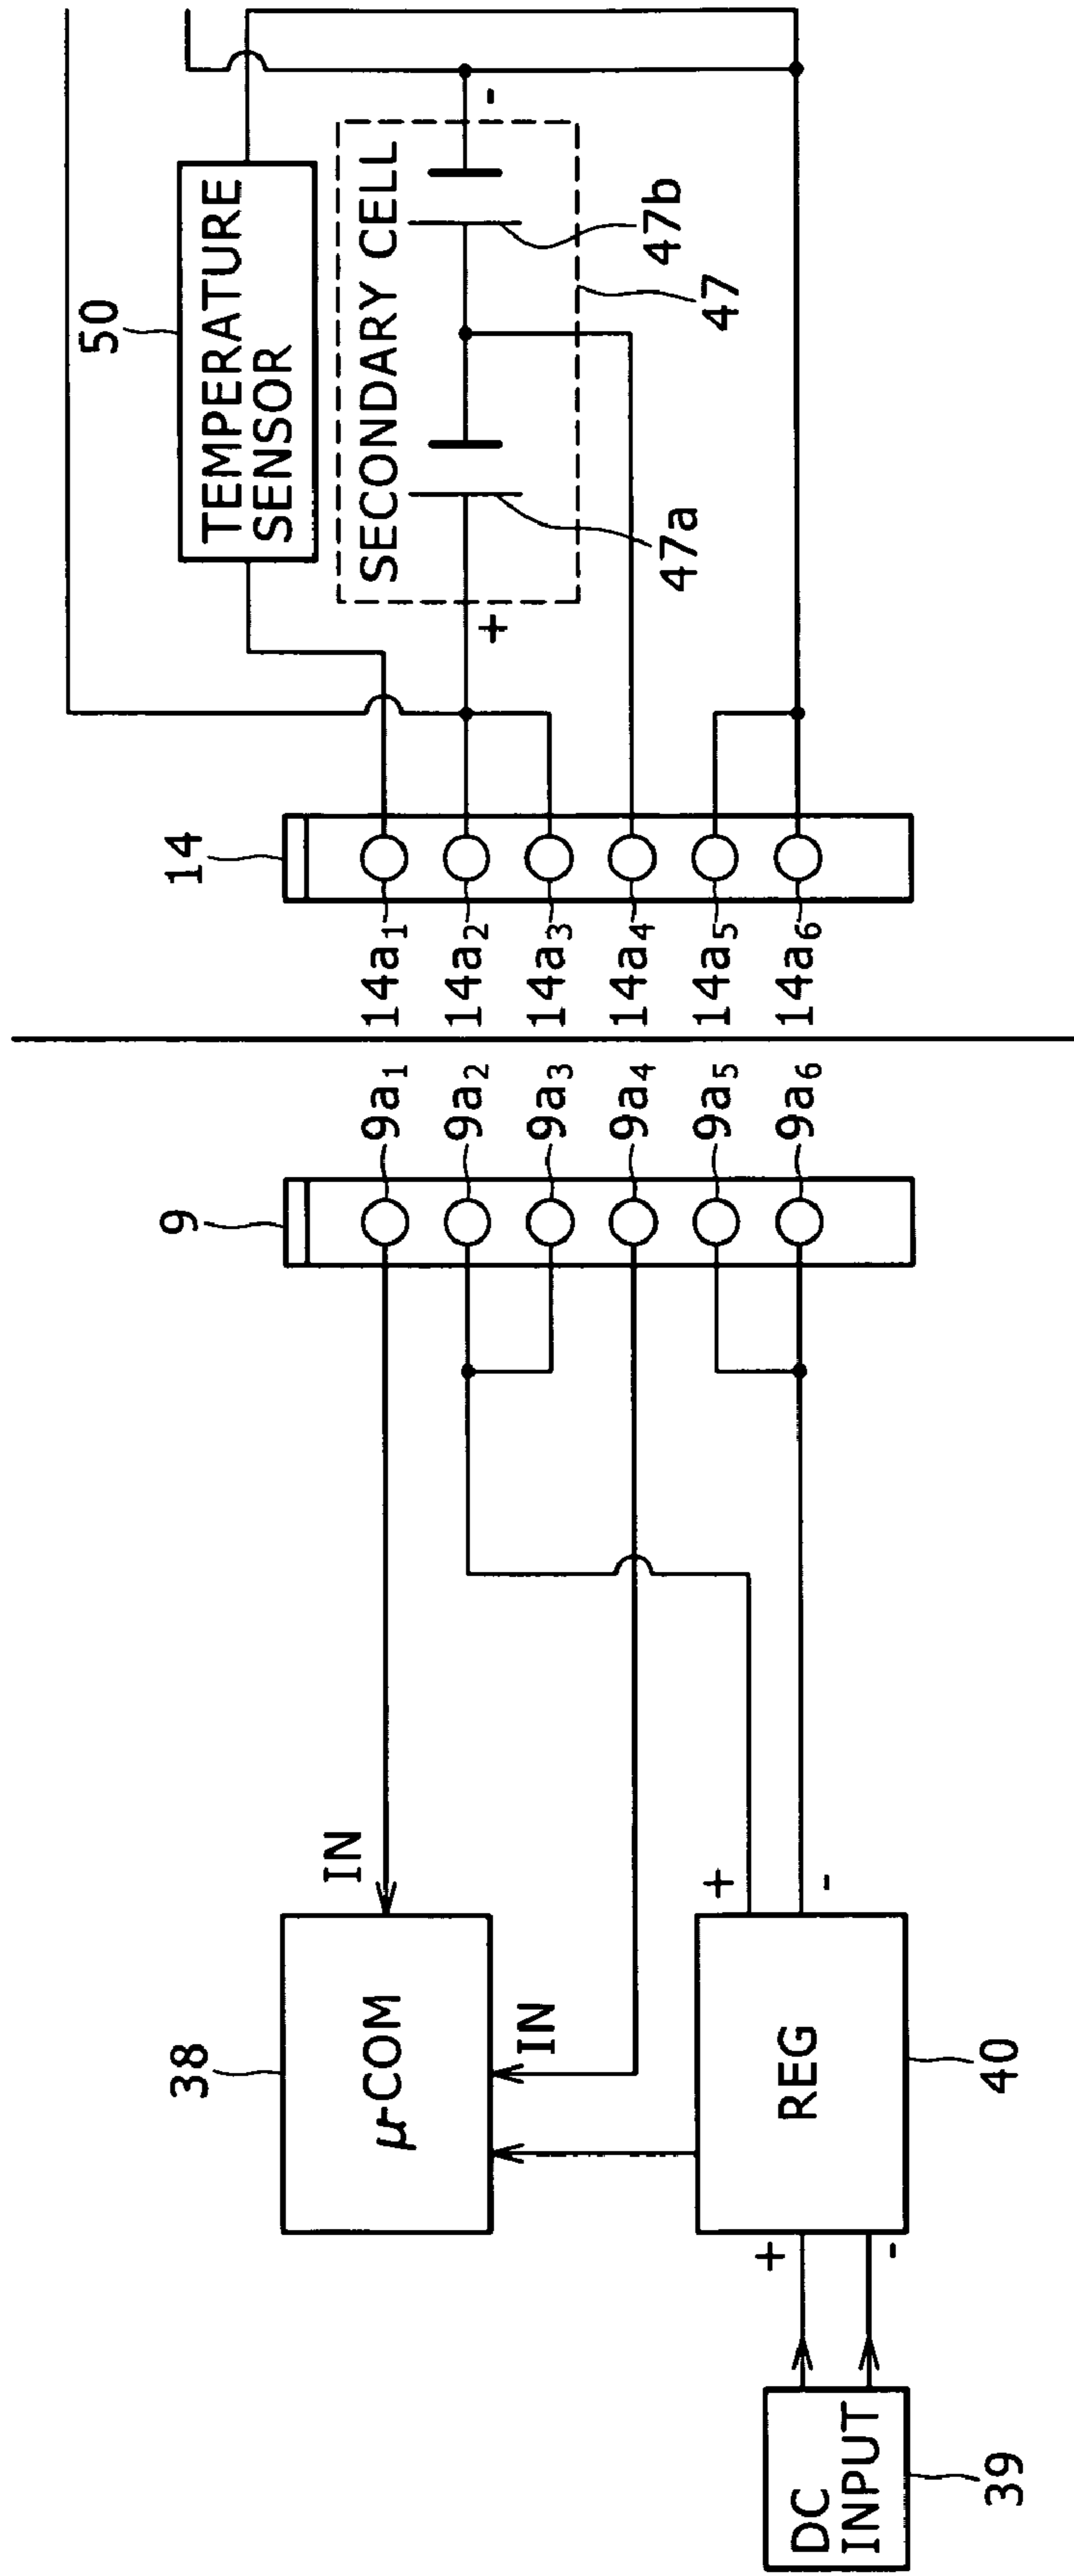 38
μ-COM
IN
IN
9
9a1
9a2
9a3
9a4
9a5
9a6
14
14a1
14a2
14a3
14a4
14a5
14a6
50
TEMPERATURE
SENSOR
SECONDARY CELL
+
-
47a
47
47b
DC
INPUT
39
+
-
REG
40
+
-